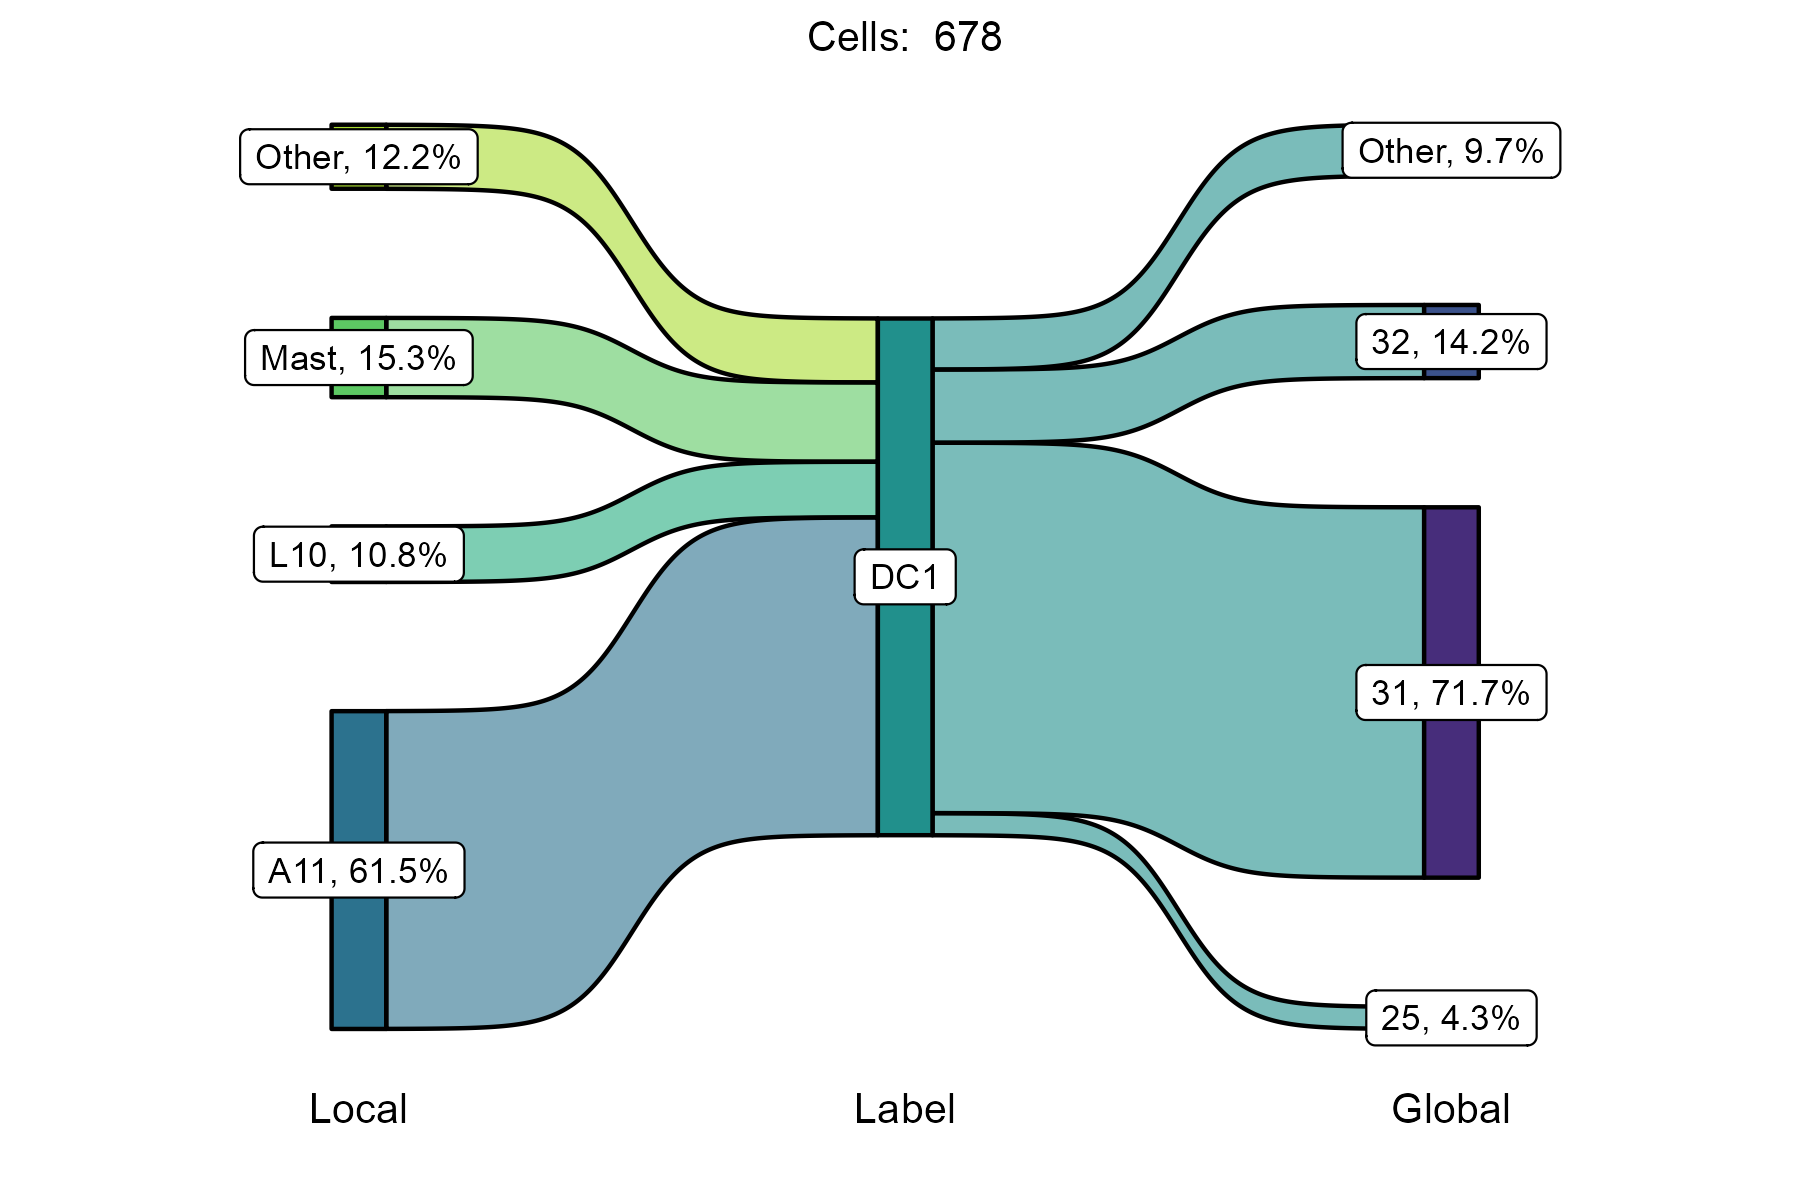 Cells:  678
Other, 12.2%
Other, 9.7%
Mast, 15.3%
32, 14.2%
L10, 10.8%
DC1
31, 71.7%
A11, 61.5%
25, 4.3%
Local
Label
Global